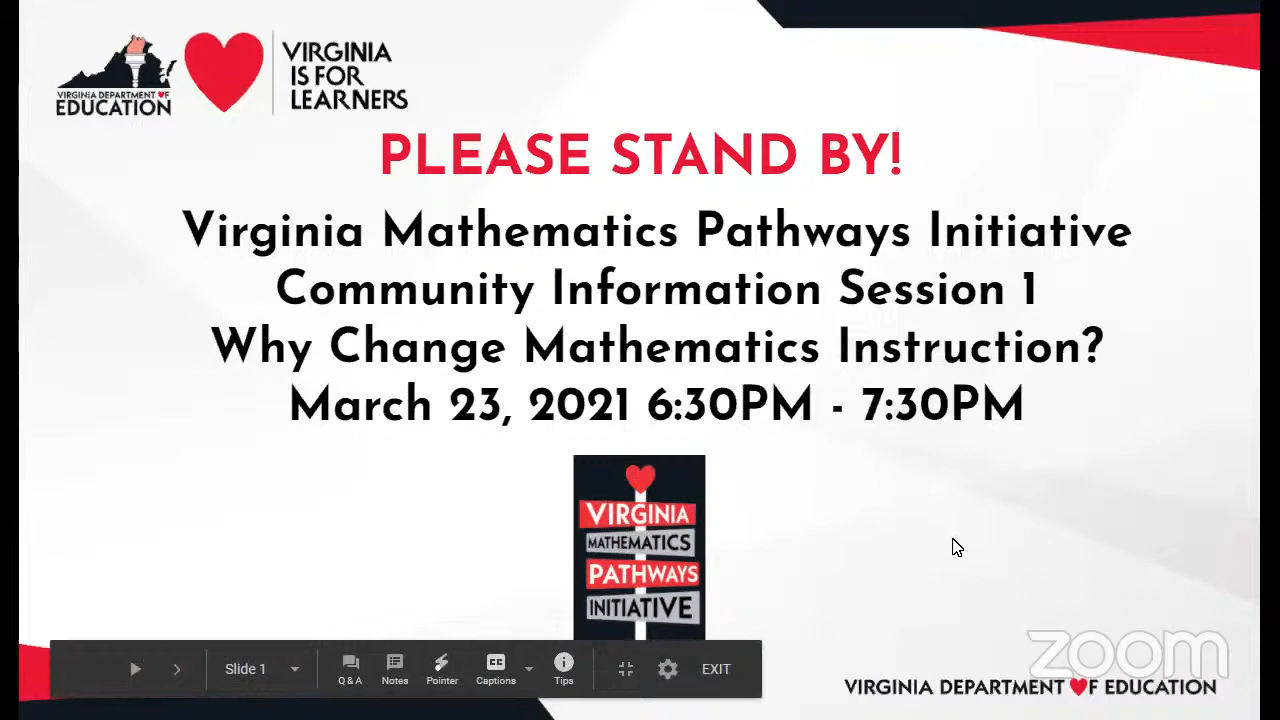 VIRGINIA DEPARTMENT OF
EDUCATION
VIRGINIA
IS FOR
LEARNERS
PLEASE STAND BY!
Virginia Mathematics Pathways Initiative
Community Information Session 1
Why Change Mathematics Instruction?
March 23, 2021 6:30PM - 7:30PM
VIRGINIA
MATHEMATICS
PATHWAYS
INITIATIVE
Slide 1
Q & A
Notes
Pointer
CC
Captions
Tips
EXIT
zoom
VIRGINIA DEPARTMENT OF EDUCATION